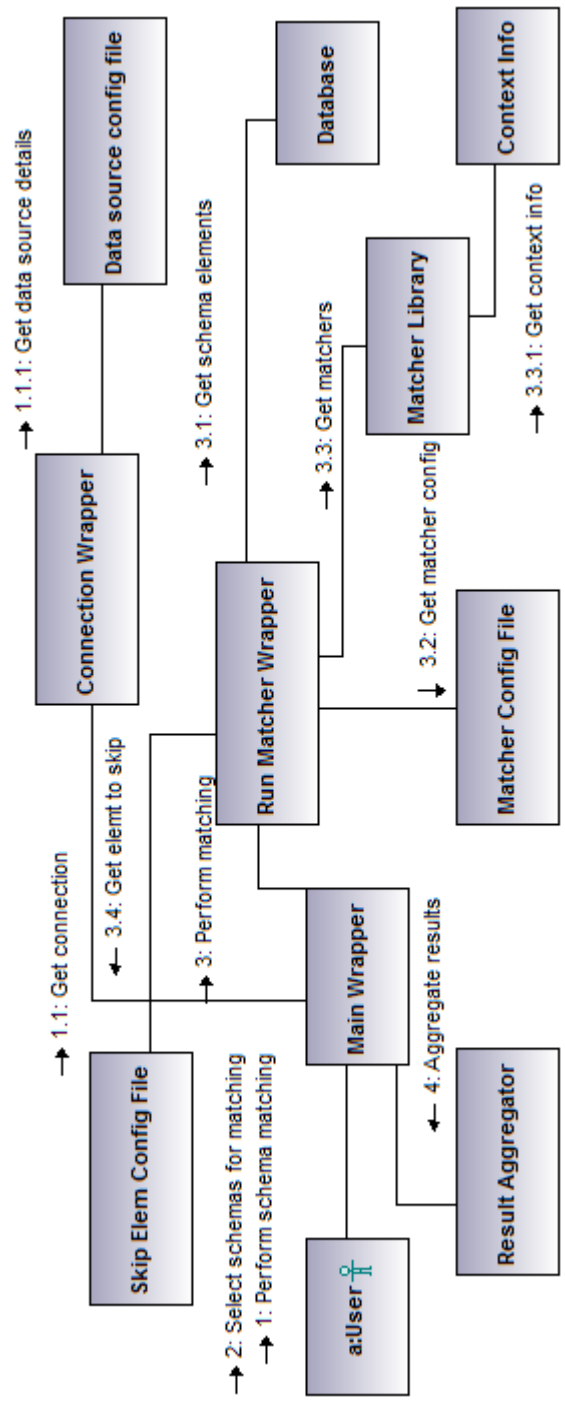 1.1: Get connection
1.1.1: Get data source details
Skip Elem Config File
Connection Wrapper
Data source config file
3.4: Get elemt to skip
2: Select schemas for matching
1: Perform schema matching
3: Perform matching
3.1: Get schema elements
Run Matcher Wrapper
Database
a:User
Main Wrapper
3.3: Get matchers
Matcher Library
4: Aggregate results
3.2: Get matcher config
3.3.1: Get context info
Result Aggregator
Matcher Config File
Context Info